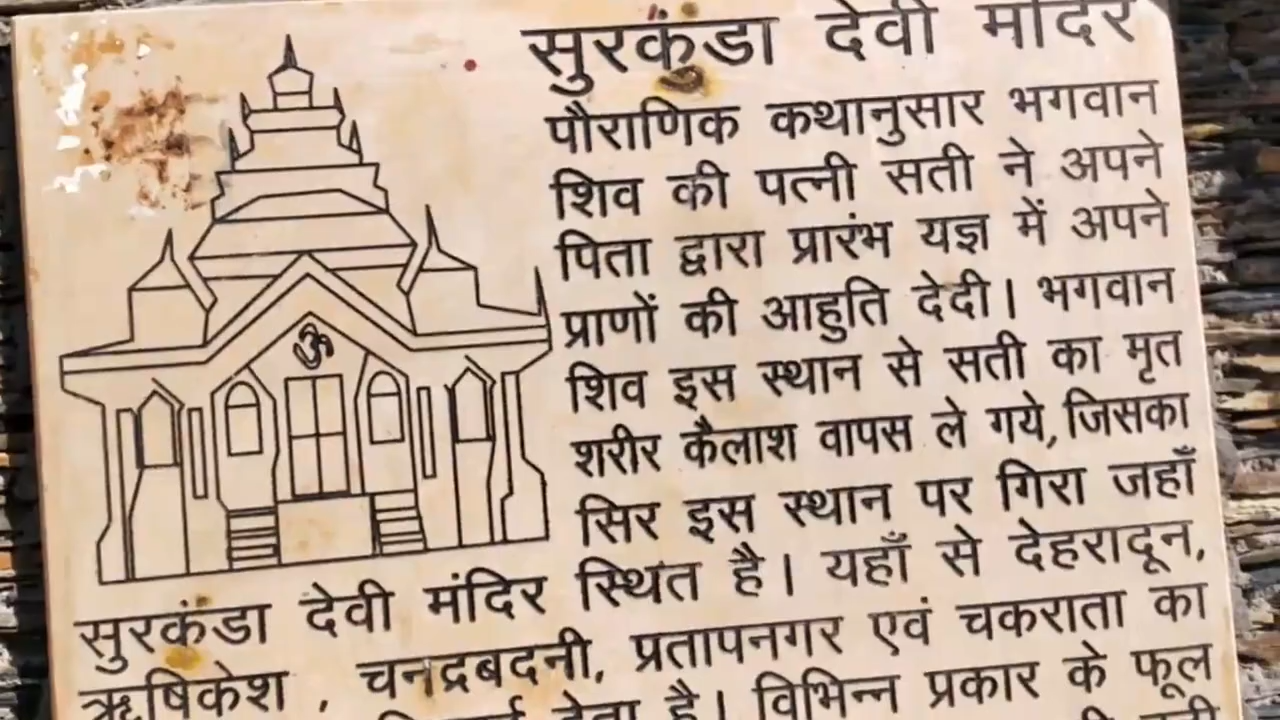 सुरकंडा देवी मंदिर
पौराणिक कथानुसार भगवान
शिव की पत्नी सती ने अपने
पिता द्वारा प्रारंभ यज्ञ में अपने
प्राणों की आहुति देदी। भगवान
शिव इस स्थान से सती का मृत
शरीर कैलाश वापस ले गये, जिसका
सिर इस स्थान पर गिरा जहाँ
सुरकंडा देवी मंदिर स्थित है। यहाँ से देहरादून,
ऋषिकेश , चनद्रबदनी, प्रतापनगर एवं चकराता का
देता है। विभिन्न प्रकार के फूल
ॐ